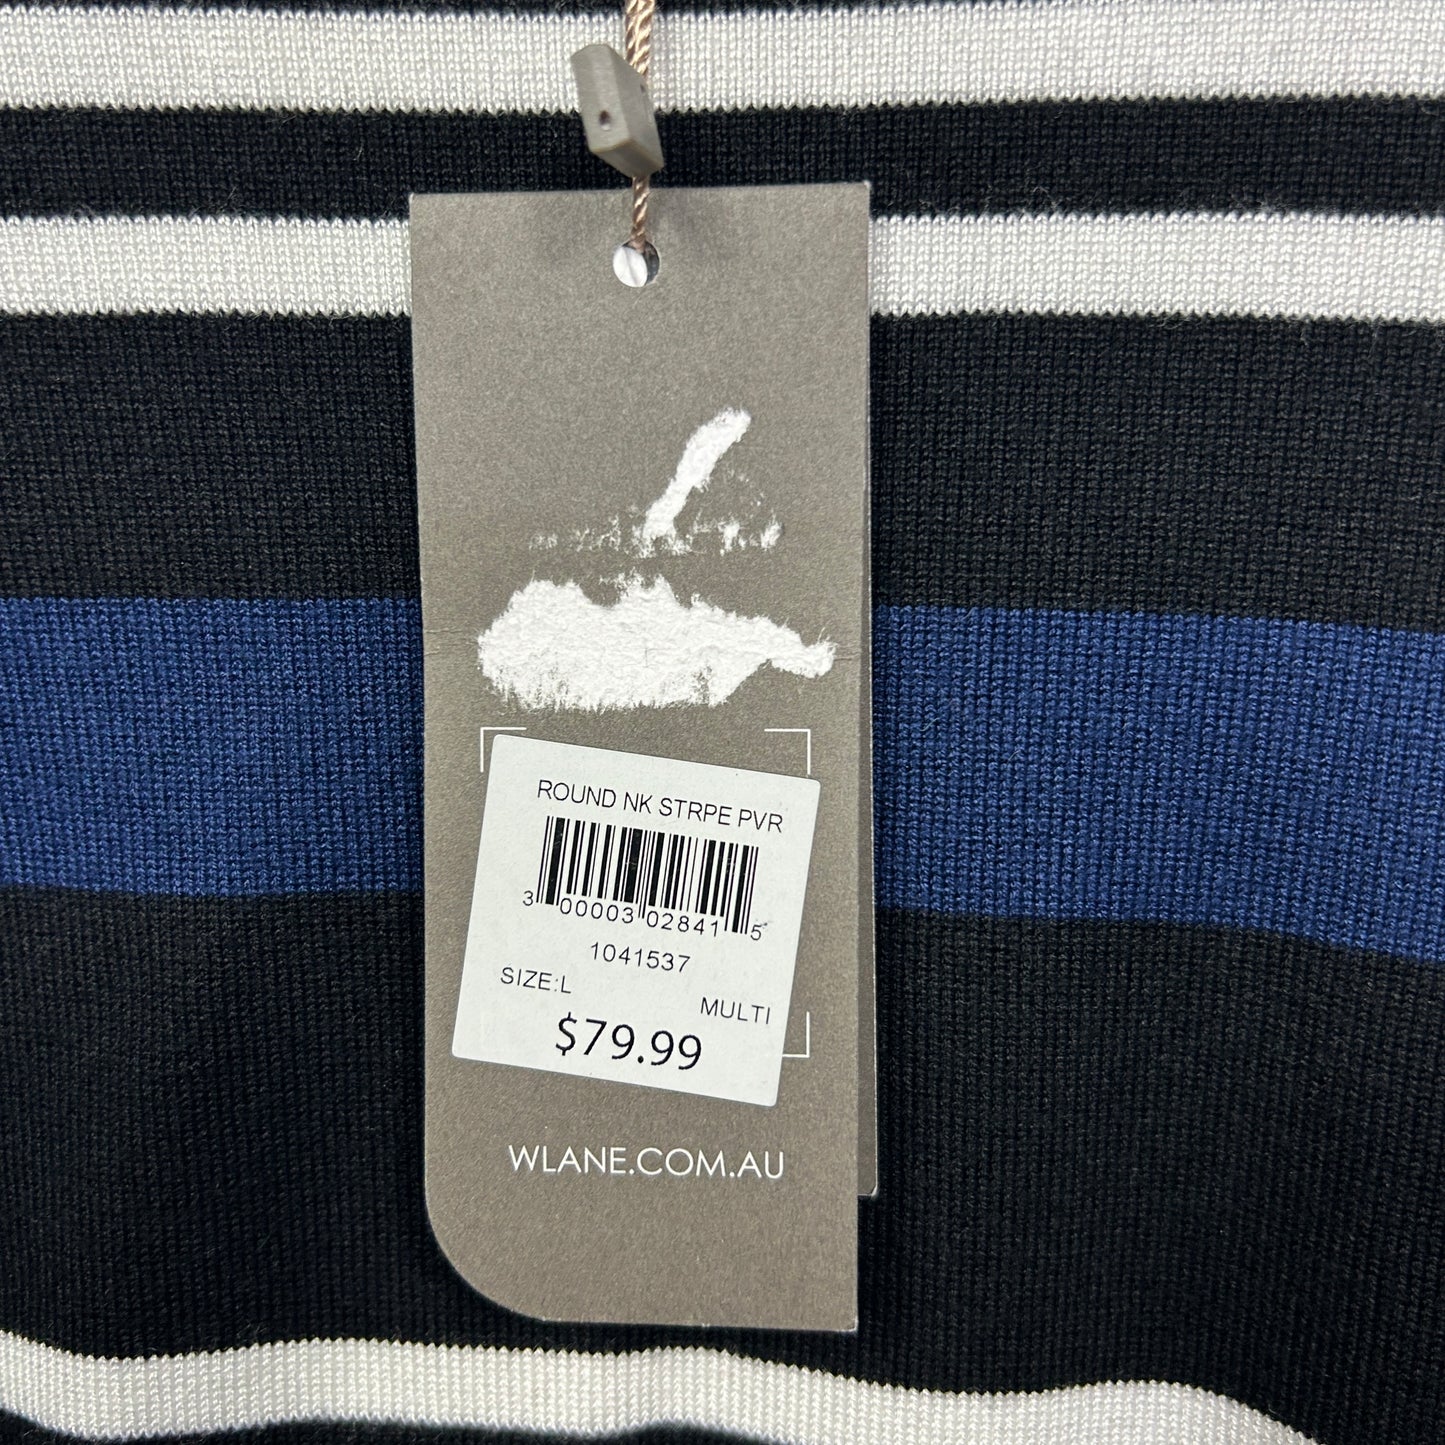 ROUND NK STRPE PVR
3 00003 02841 5
1041537
SIZE:L
MULTI
$79.99
WLANE.COM.AU